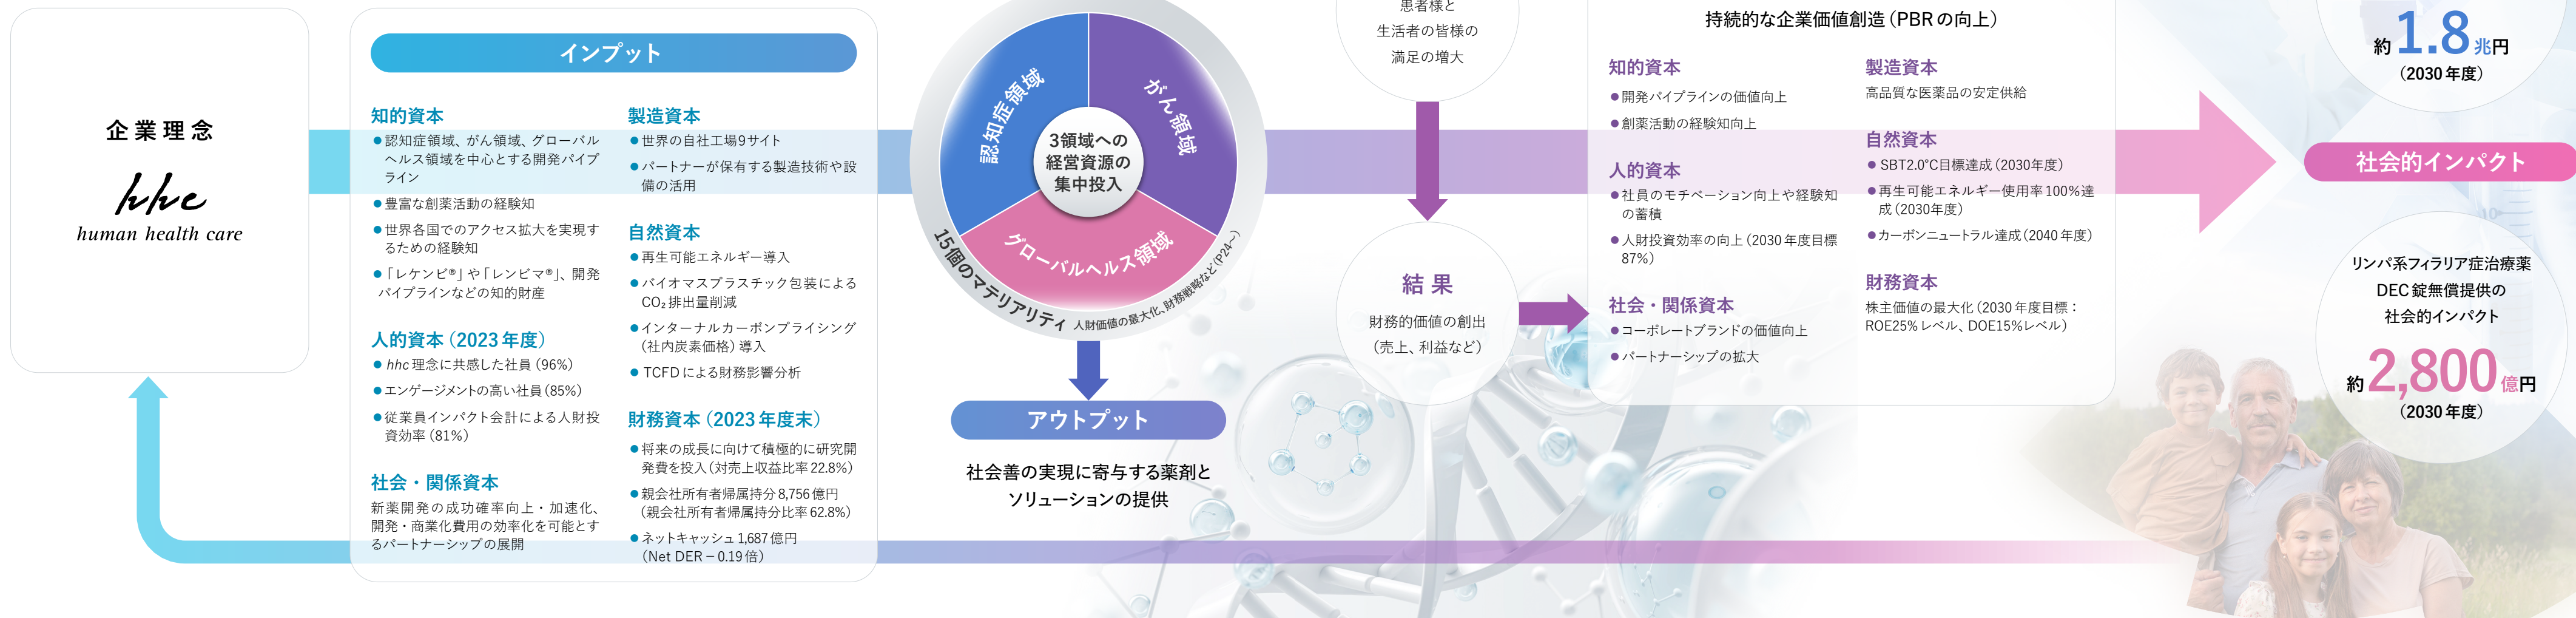 企業理念
hhc
human health care
インプット
知的資本
●認知症領域、がん領域、グローバル
ヘルス領域を中心とする開発パイプ
ライン
●豊富な創薬活動の経験知
●世界各国でのアクセス拡大を実現す
るための経験知
●「レケンビ®」や「レンビマ®」、開発
パイプラインなどの知的財産
人的資本（2023年度）
●hhc理念に共感した社員（96%）
●エンゲージメントの高い社員（85%）
●従業員インパクト会計による人財投
資効率（81%）
社会・関係資本
新薬開発の成功確率向上・加速化、
開発・商業化費用の効率化を可能とす
るパートナーシップの展開
製造資本
●世界の自社工場9サイト
●パートナーが保有する製造技術や設
備の活用
自然資本
●再生可能エネルギー導入
●バイオマスプラスチック包装による
CO₂排出量削減
●インターナルカーボンプライシング
（社内炭素価格）導入
●TCFDによる財務影響分析
財務資本（2023年度末）
●将来の成長に向けて積極的に研究開
発費を投入（対売上収益比率22.8%）
●親会社所有者帰属持分8,756億円
（親会社所有者帰属持分比率62.8%）
●ネットキャッシュ1,687億円
（Net DER－0.19倍）
認知症領域
がん領域
グローバルヘルス領域
3領域への
経営資源の
集中投入
15個のマテリアリティ 人財価値の最大化、財務戦略など（P24〜）
アウトプット
社会善の実現に寄与する薬剤と
ソリューションの提供
患者様と
生活者の皆様の
満足の増大
結果
財務的価値の創出
（売上、利益など）
持続的な企業価値創造（PBRの向上）
知的資本
●開発パイプラインの価値向上
●創薬活動の経験知向上
人的資本
●社員のモチベーション向上や経験知
の蓄積
●人財投資効率の向上（2030年度目標
87%）
社会・関係資本
●コーポレートブランドの価値向上
●パートナーシップの拡大
製造資本
高品質な医薬品の安定供給
自然資本
●SBT2.0℃目標達成（2030年度）
●再生可能エネルギー使用率100%達
成（2030年度）
●カーボンニュートラル達成（2040年度）
財務資本
株主価値の最大化（2030年度目標：
ROE25%レベル、DOE15%レベル）
約1.8兆円
（2030年度）
社会的インパクト
リンパ系フィラリア症治療薬
DEC錠無償提供の
社会的インパクト
約2,800億円
（2030年度）